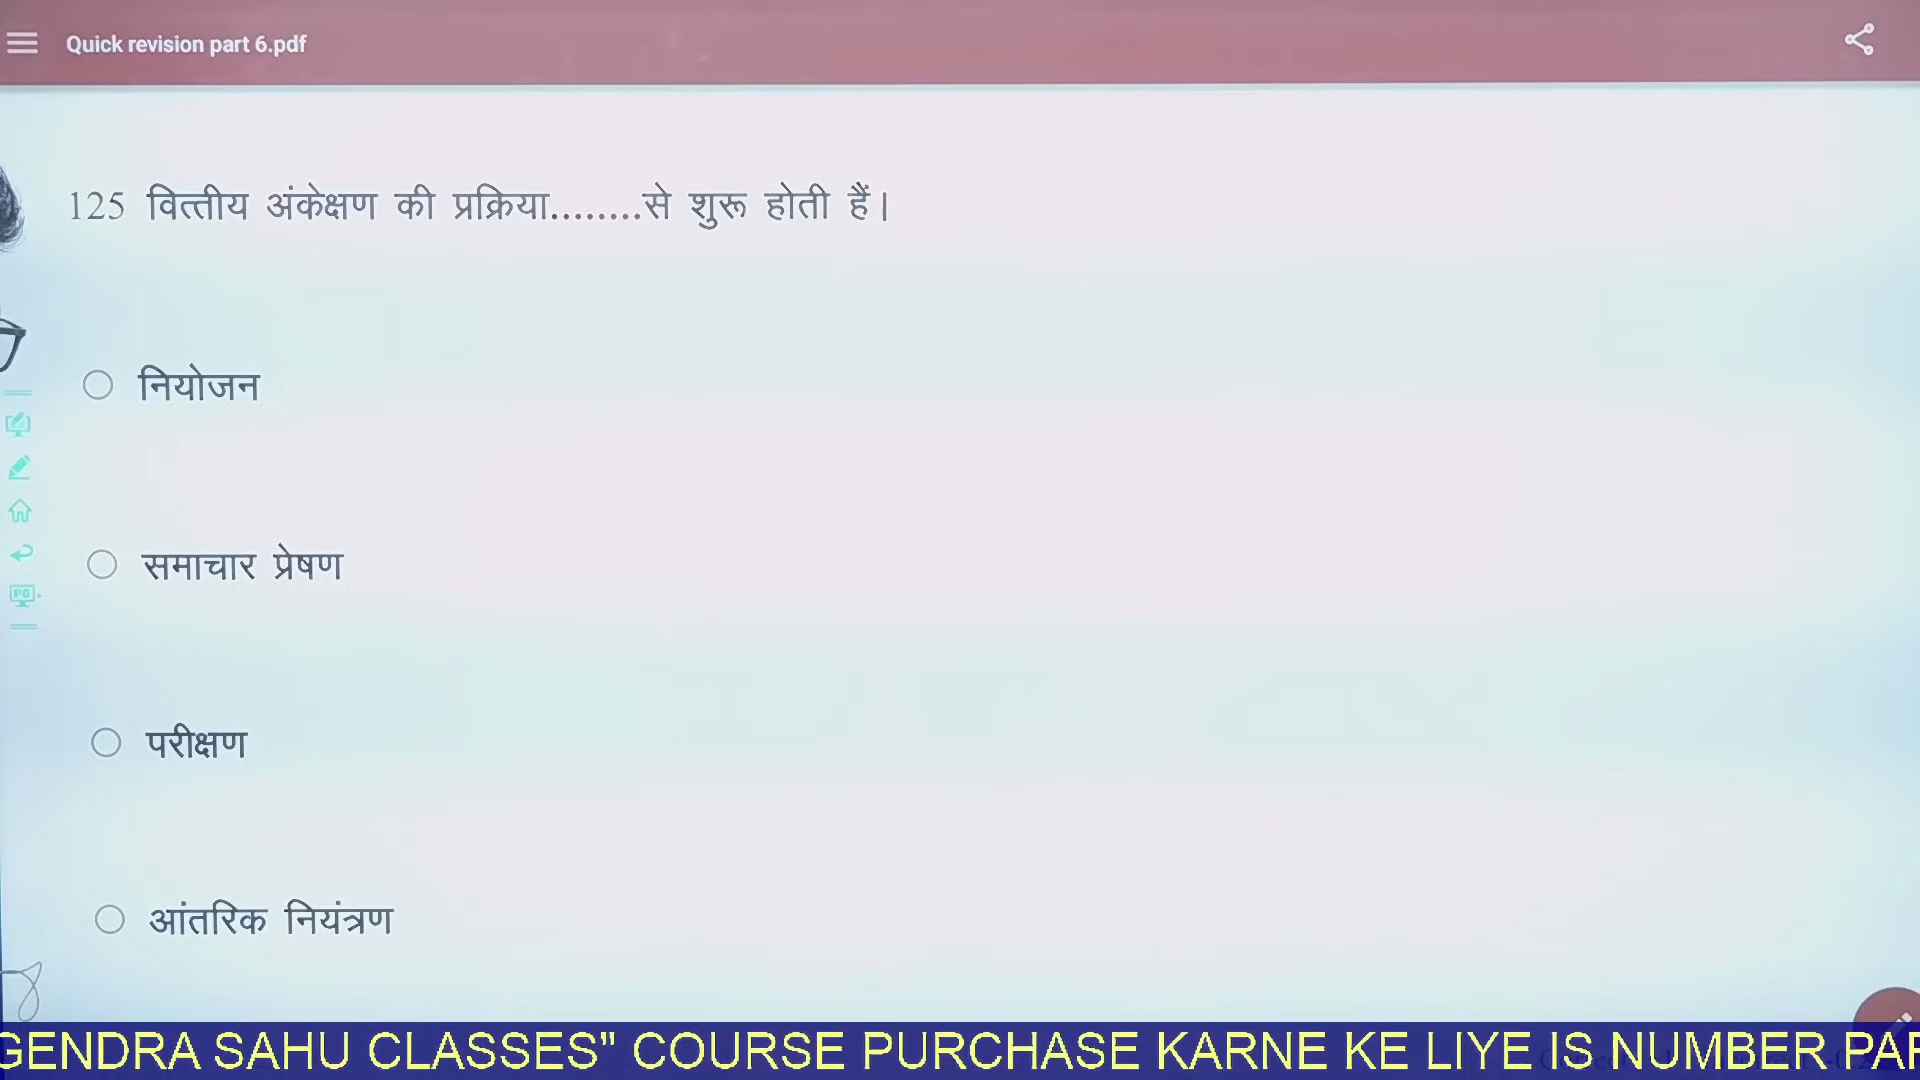 Quick revision part 6.pdf
125 वित्तीय अंकेक्षण की प्रक्रिया........से शुरू होती हैं।
नियोजन
समाचार प्रेषण
परीक्षण
आंतरिक नियंत्रण
GENDRA SAHU CLASSES" COURSE PURCHASE KARNE KE LIYE IS NUMBER PAR